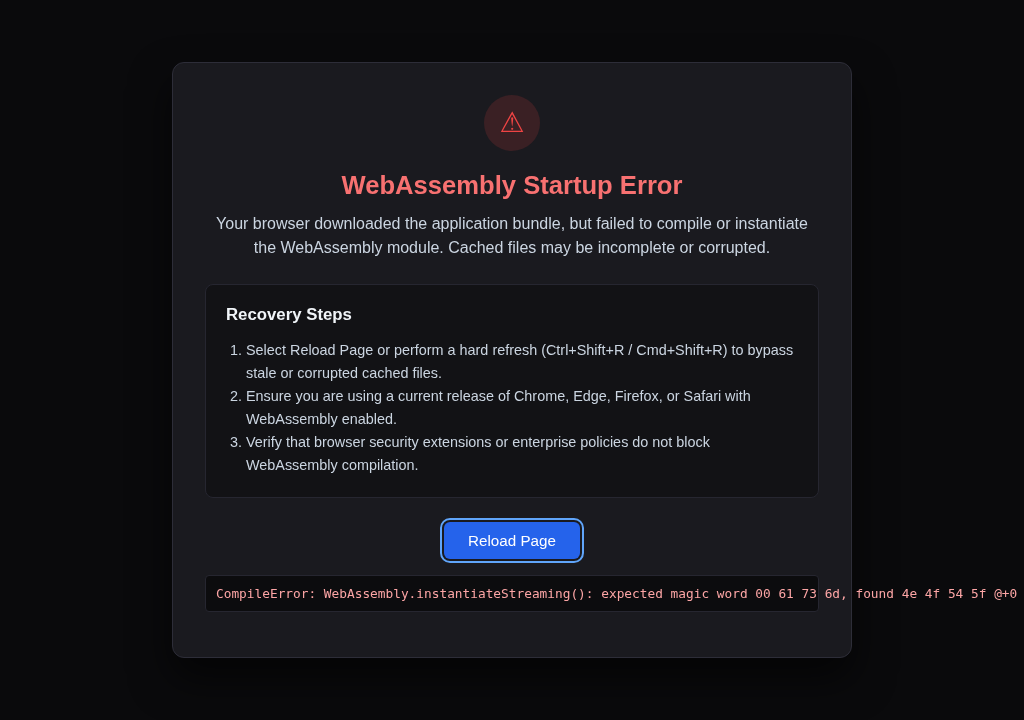 ⚠
WebAssembly Startup Error
Your browser downloaded the application bundle, but failed to compile or instantiate
the WebAssembly module. Cached files may be incomplete or corrupted.
Recovery Steps
1. Select Reload Page or perform a hard refresh (Ctrl+Shift+R / Cmd+Shift+R) to bypass
stale or corrupted cached files.
2. Ensure you are using a current release of Chrome, Edge, Firefox, or Safari with
WebAssembly enabled.
3. Verify that browser security extensions or enterprise policies do not block
WebAssembly compilation.
Reload Page
CompileError: WebAssembly.instantiateStreaming(): expected magic word 00 61 73 6d, found 4e 4f 54 5f @+0